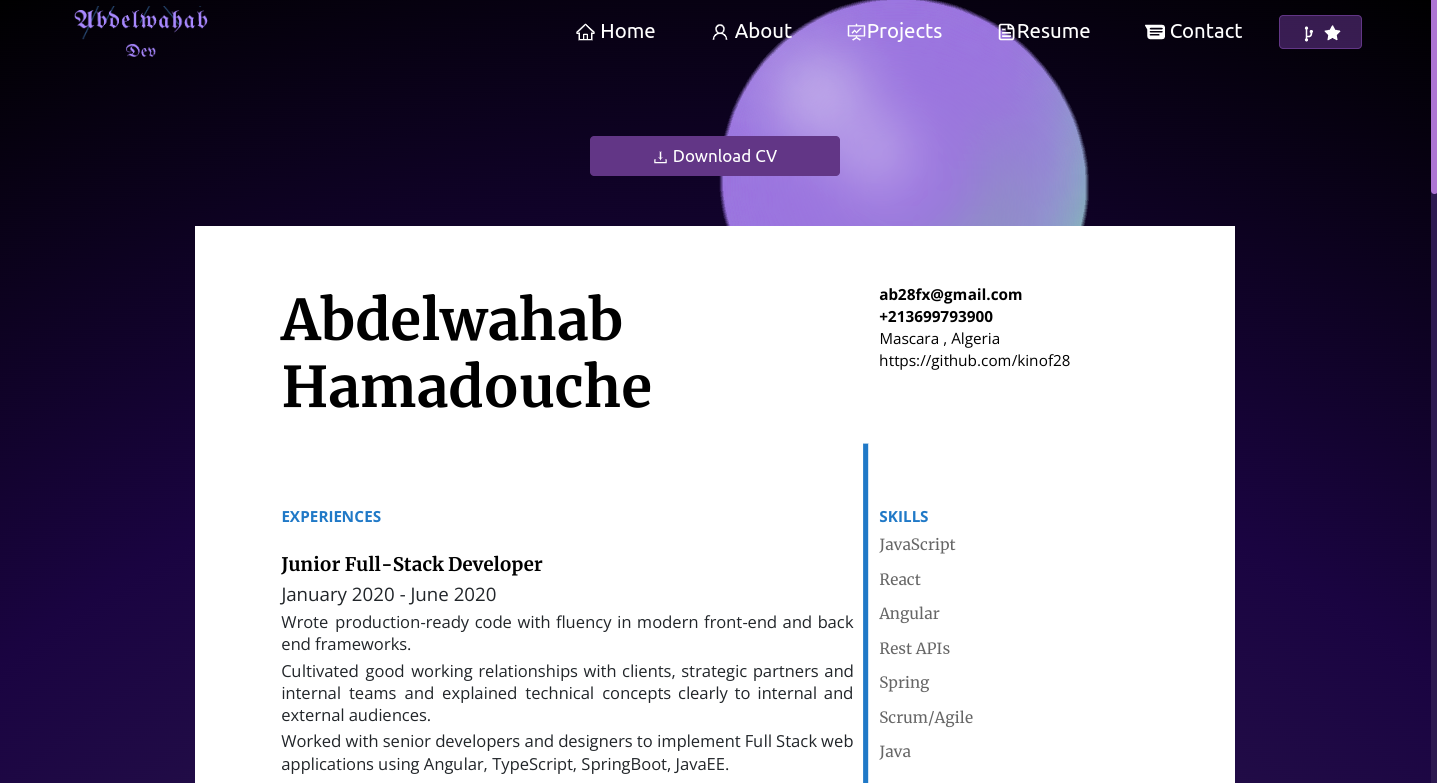 Abdelwahab
Dev
Home
About
Projects
Resume
Contact
Download CV
Abdelwahab
Hamadouche
ab28fx@gmail.com
+213699793900
Mascara , Algeria
https://github.com/kinof28
EXPERIENCES
Junior Full-Stack Developer
January 2020 - June 2020
Wrote production-ready code with fluency in modern front-end and back
end frameworks.
Cultivated good working relationships with clients, strategic partners and
internal teams and explained technical concepts clearly to internal and
external audiences.
Worked with senior developers and designers to implement Full Stack web
applications using Angular, TypeScript, SpringBoot, JavaEE.
SKILLS
JavaScript
React
Angular
Rest APIs
Spring
Scrum/Agile
Java